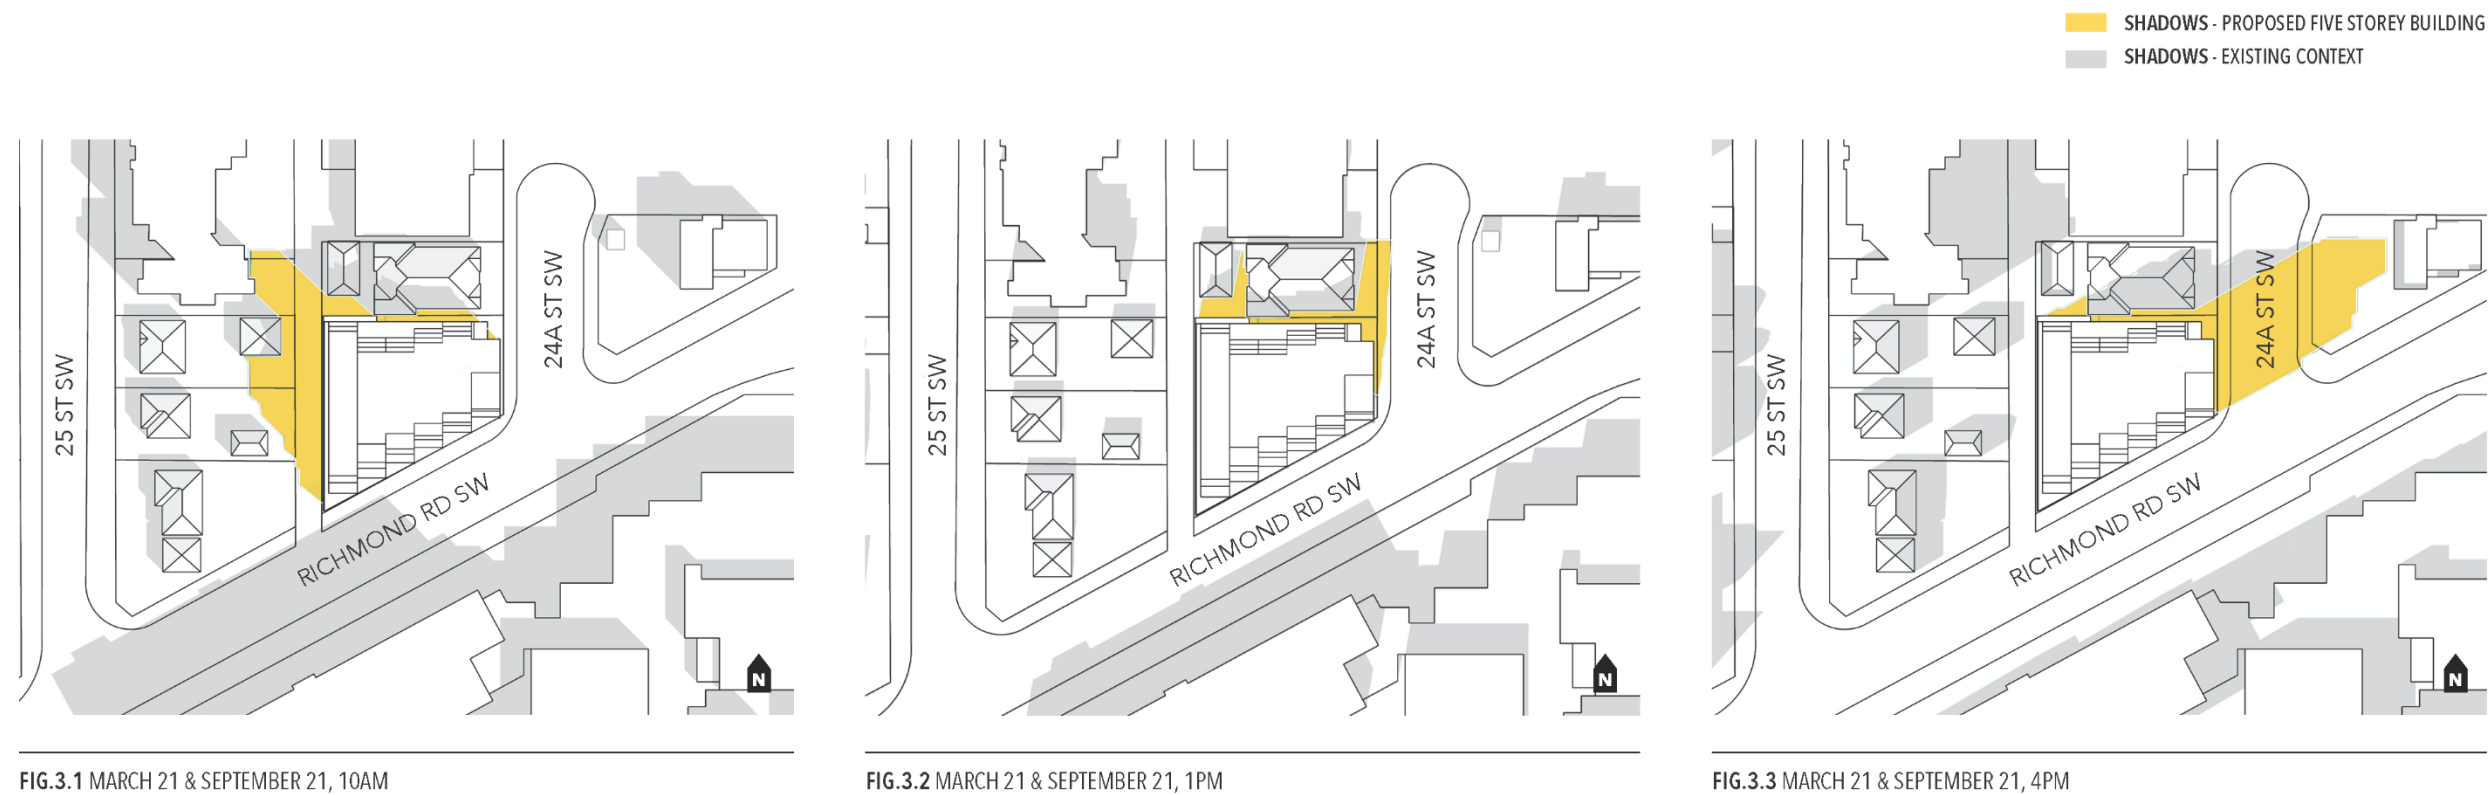 SHADOWS - PROPOSED FIVE STOREY BUILDING
SHADOWS - EXISTING CONTEXT
25 ST SW
24A ST SW
RICHMOND RD SW
N
25 ST SW
24A ST SW
RICHMOND RD SW
N
25 ST SW
24A ST SW
RICHMOND RD SW
N
FIG.3.1 MARCH 21 & SEPTEMBER 21, 10AM
FIG.3.2 MARCH 21 & SEPTEMBER 21, 1PM
FIG.3.3 MARCH 21 & SEPTEMBER 21, 4PM